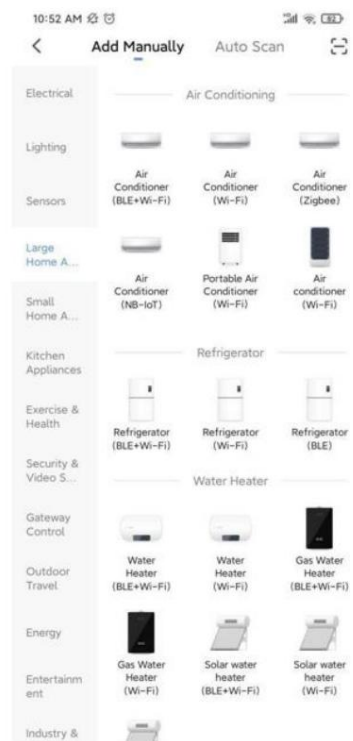 10:52 AM
82
Add Manually
Auto Scan
Electrical
Lighting
Sensors
Large
Home A...
Small
Home A...
Kitchen
Appliances
Exercise &
Health
Security &
Video S...
Gateway
Control
Outdoor
Travel
Energy
Entertainm
ent
Industry &
Air Conditioning
Air
Conditioner
(BLE+Wi-Fi)
Air
Conditioner
(Wi-Fi)
Air
Conditioner
(Zigbee)
Air
Conditioner
(NB-IoT)
Portable Air
Conditioner
(Wi-Fi)
Air
conditioner
(Wi-Fi)
Refrigerator
Refrigerator
(BLE+Wi-Fi)
Refrigerator
(Wi-Fi)
Refrigerator
(BLE)
Water Heater
Water
Heater
(BLE+Wi-Fi)
Water
Heater
(Wi-Fi)
Gas Water
Heater
(BLE+Wi-Fi)
Gas Water
Heater
(Wi-Fi)
Solar water
heater
(BLE+Wi-Fi)
Solar water
heater
(Wi-Fi)